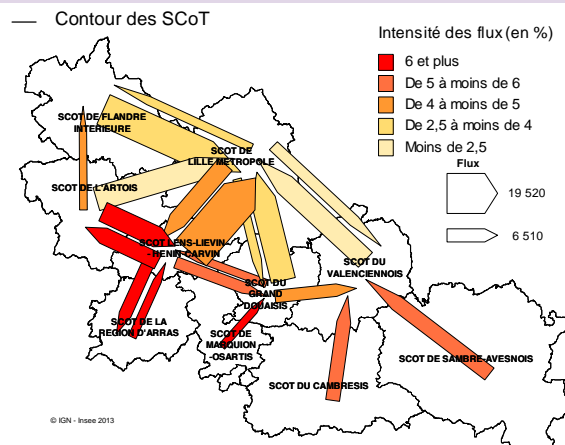 Contour des SCoT
Intensité des flux (en %)
6 et plus
De 5 à moins de 6
De 4 à moins de 5
De 2,5 à moins de 4
Moins de 2,5
Flux
19 520
6 510
SCOT DE FLANDRE
INTERIEURE
SCOT DE
LILLE METROPOLE
SCOT DE L'ARTOIS
SCOT LENS-LIEVIN-
-HENIN-CARVIN
SCOT DU
VALENCIENNOIS
SCOT DU
GRAND
DOUAISIS
SCOT DE LA
REGION D'ARRAS
SCOT DE
MARQUION
-OSARTIS
SCOT DE SAMBRE-AVESNOIS
SCOT DU CAMBRESIS
© IGN - Insee 2013